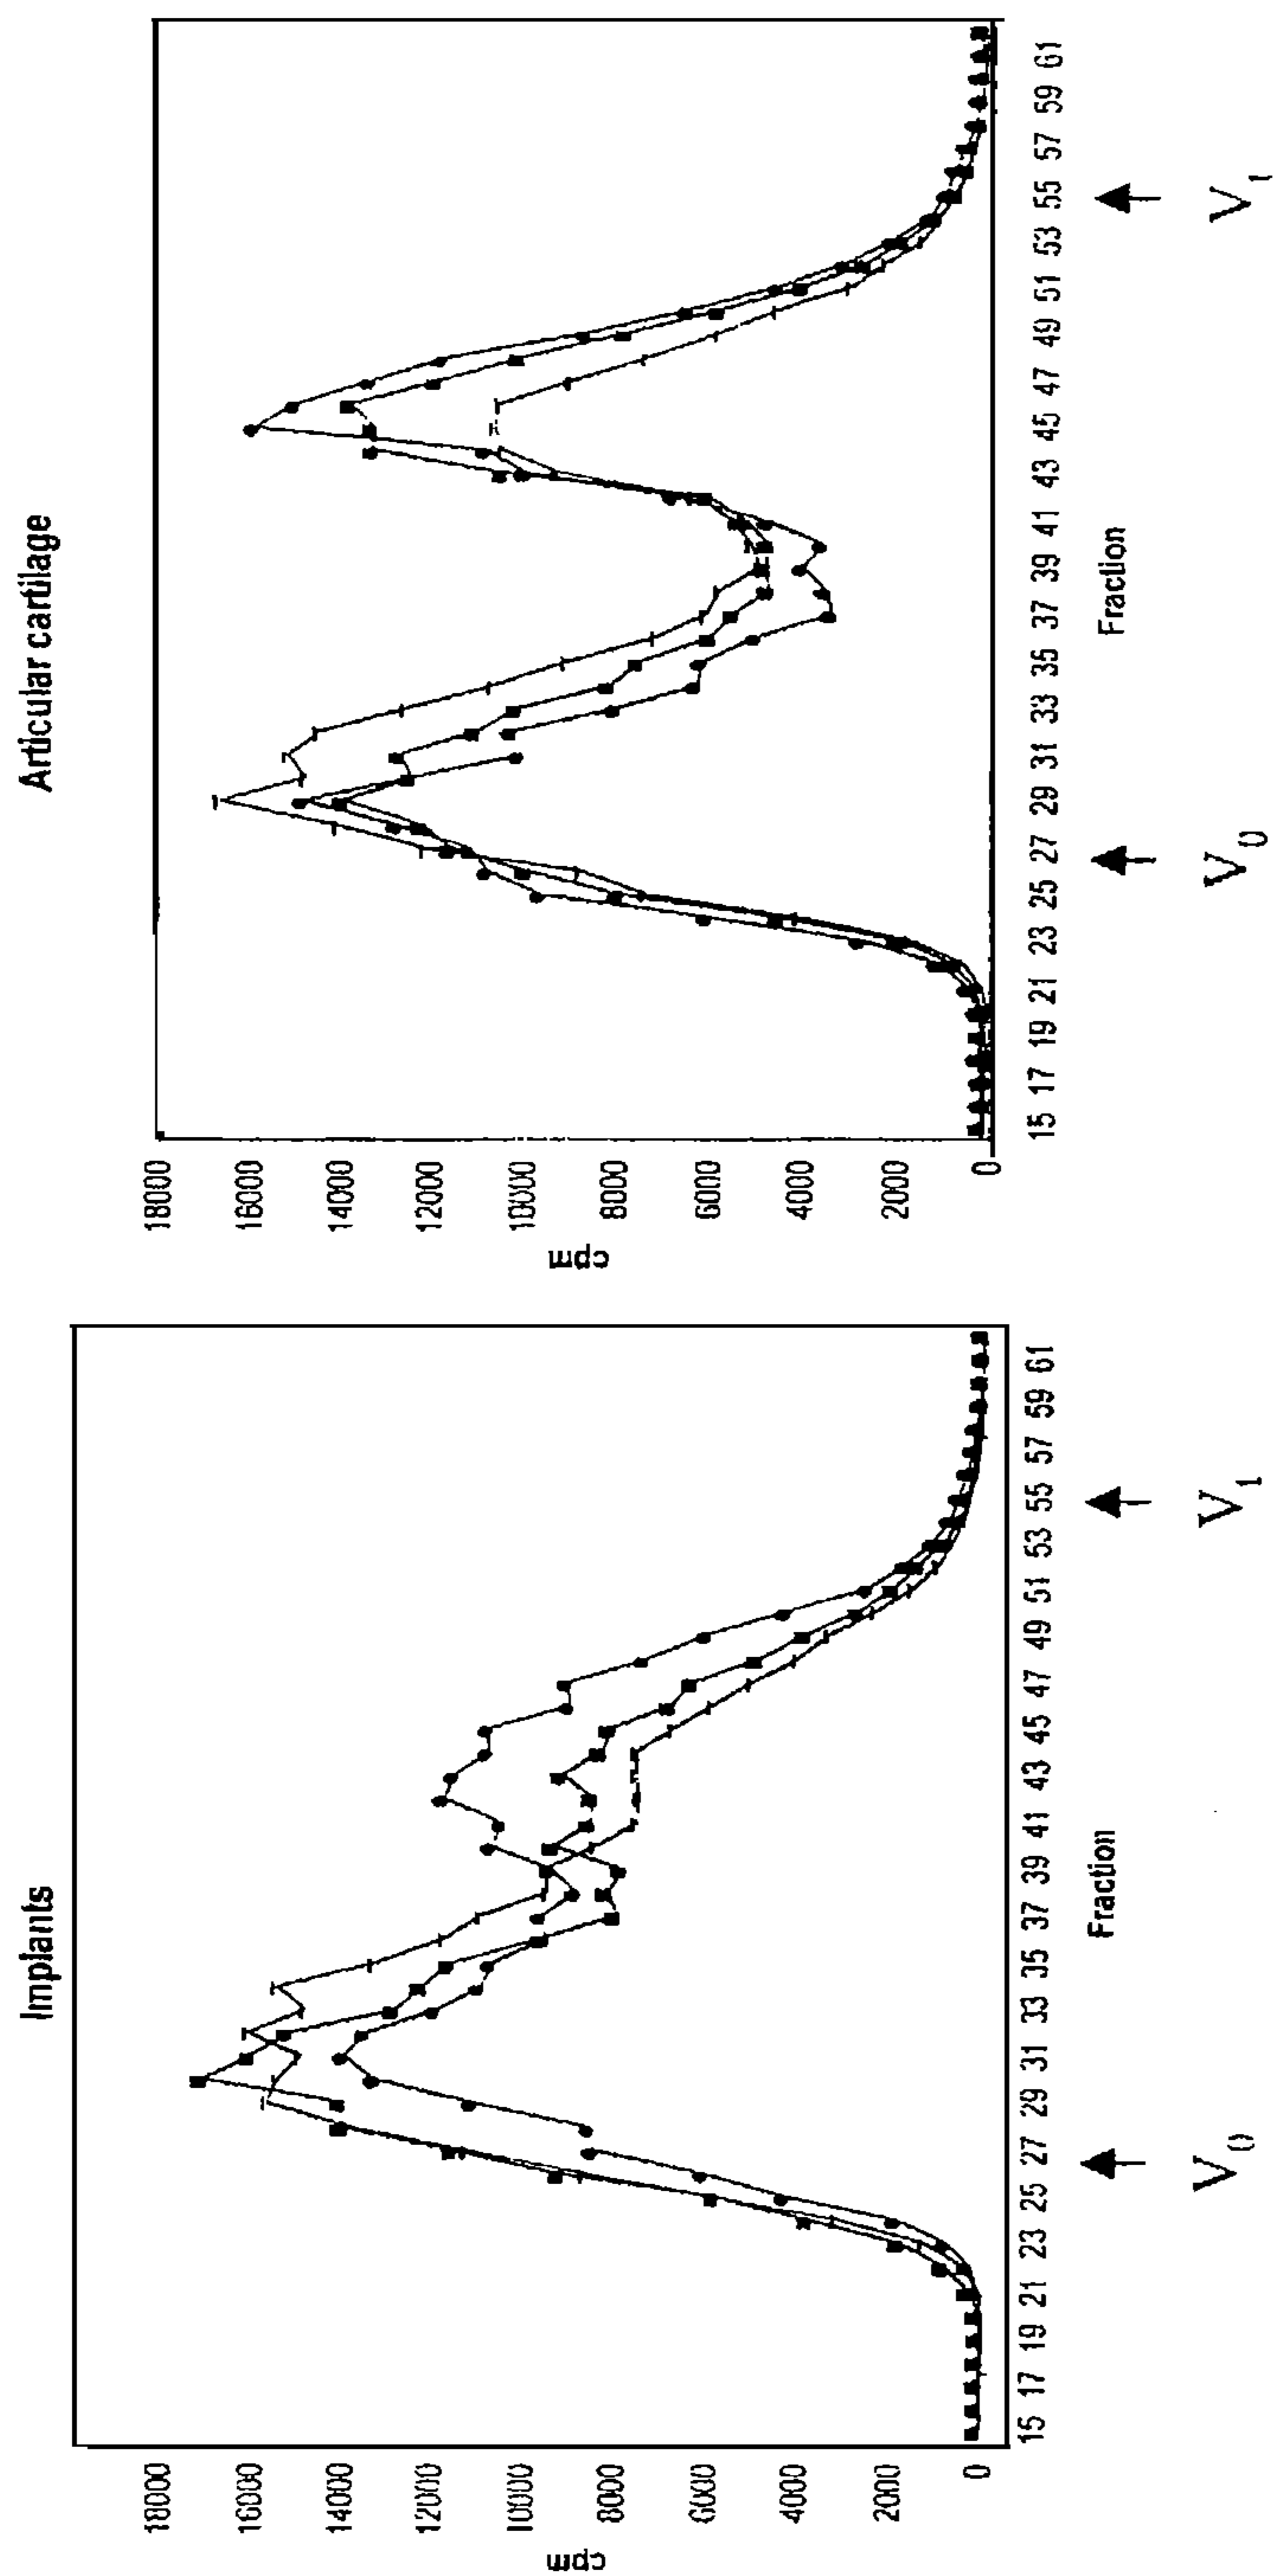 Implants
18000
16000
14000
12000
10000
8000
6000
4000
2000
0
cpm
15 17 19 21 23 25 27 29 31 33 35 37 39 41 43 45 47 49 51 53 55 57 59 61
Fraction
V0 V1
Articular cartilage
18000
16000
14000
12000
10000
8000
6000
4000
2000
0
cpm
15 17 19 21 23 25 27 29 31 33 35 37 39 41 43 45 47 49 51 53 55 57 59 61
Fraction
V0 Vt